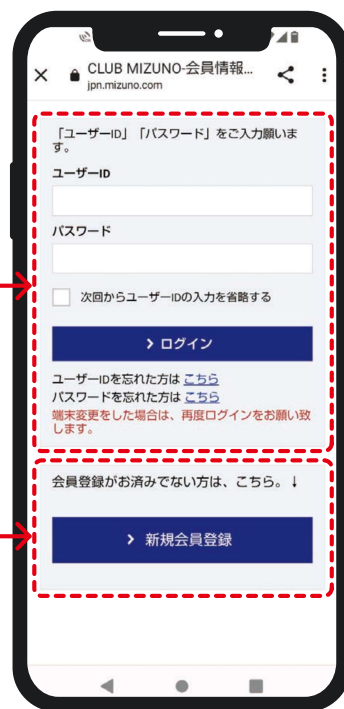 CLUB MIZUNO-会員情報...
jpn.mizuno.com
「ユーザーID」「パスワード」をご入力願いま
す。
ユーザーID
パスワード
次回からユーザーIDの入力を省略する
› ログイン
ユーザーIDを忘れた方は こちら
パスワードを忘れた方は こちら
端末変更をした場合は、再度ログインをお願い致
します。
会員登録がお済みでない方は、こちら。↓
› 新規会員登録